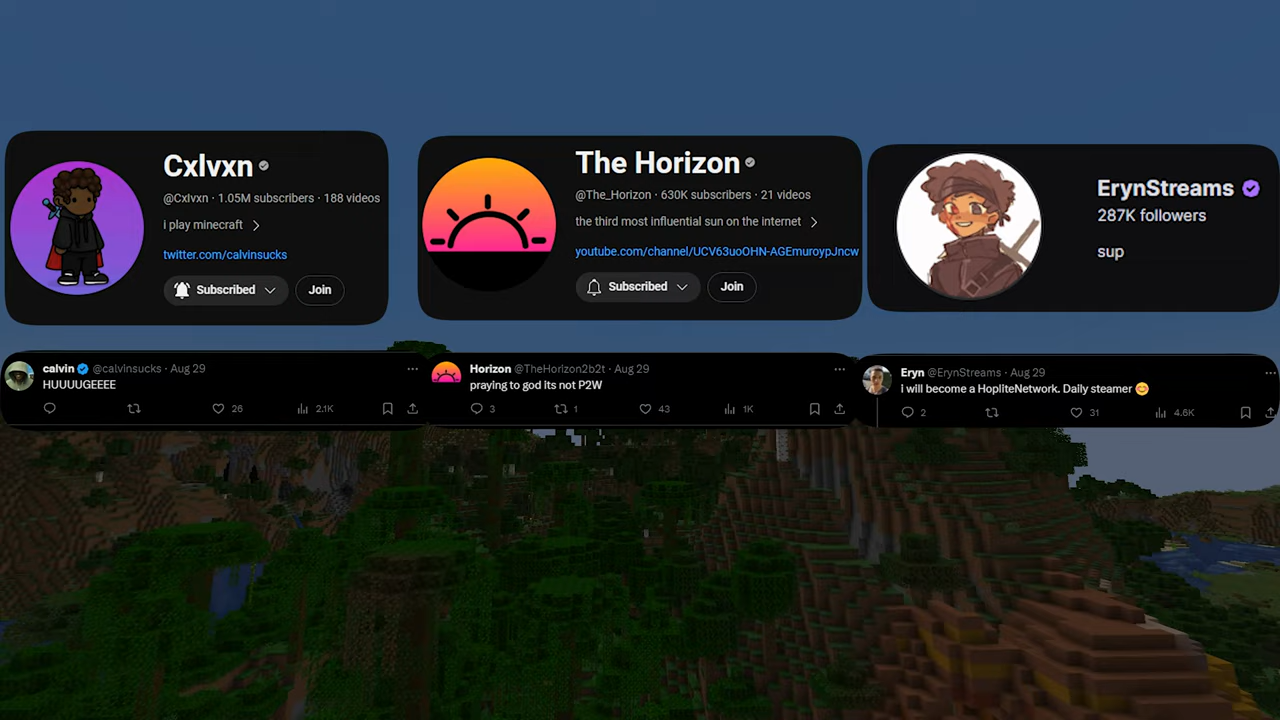 Cxlvxn
@Cxlvxn · 1.05M subscribers · 188 videos
i play minecraft
twitter.com/calvinsucks
Subscribed
Join
The Horizon
@The_Horizon · 630K subscribers · 21 videos
the third most influential sun on the internet
youtube.com/channel/UCV63uoOHN-AGEmuroypJncw
Subscribed
Join
ErynStreams
287K followers
sup
calvin @calvinsucks · Aug 29
HUUUUGEEEE
26 2.1K
Horizon @TheHorizon2b2t · Aug 29
praying to god its not P2W
3 1 43 1K
Eryn @ErynStreams · Aug 29
i will become a HopliteNetwork. Daily steamer 😊
2 31 4.6K